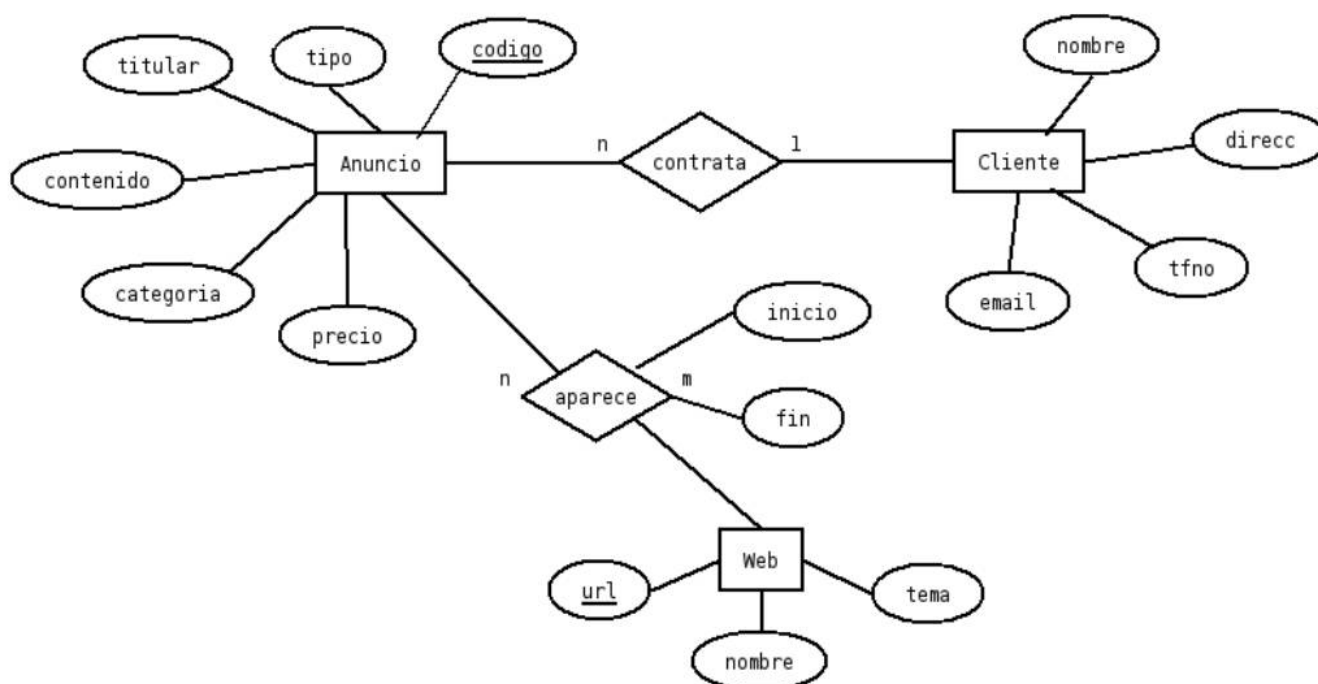 codigo
nombre
tipo
titular
direcc
n
1
Anuncio
contrata
Cliente
contenido
tfno
categoria
email
inicio
precio
n
m
aparece
fin
Web
url
tema
nombre